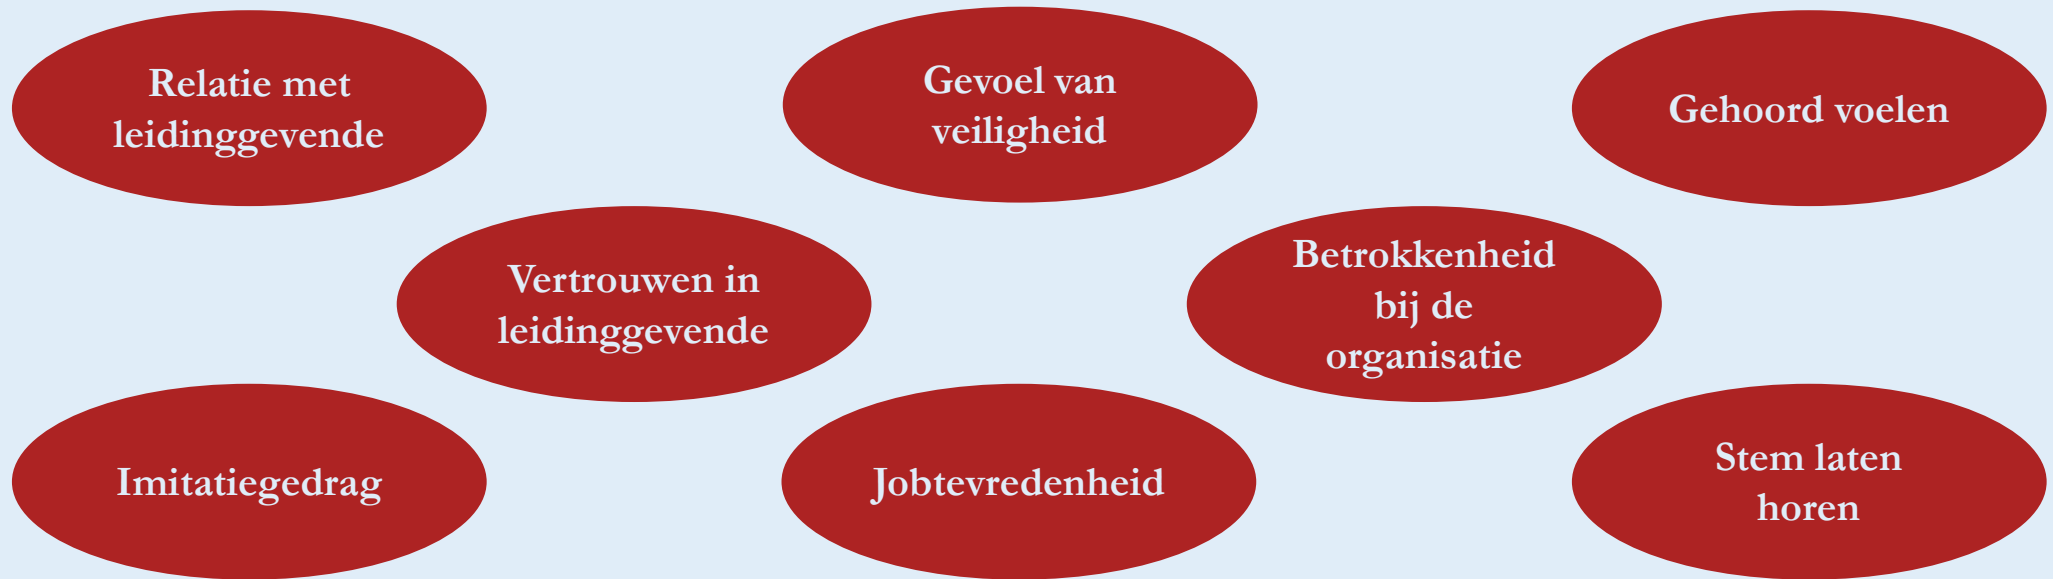 Relatie met
leidinggevende
Gevoel van
veiligheid
Gehoord voelen
Vertrouwen in
leidinggevende
Betrokkenheid
bij de
organisatie
Imitatiegedrag
Jobtevredenheid
Stem laten
horen